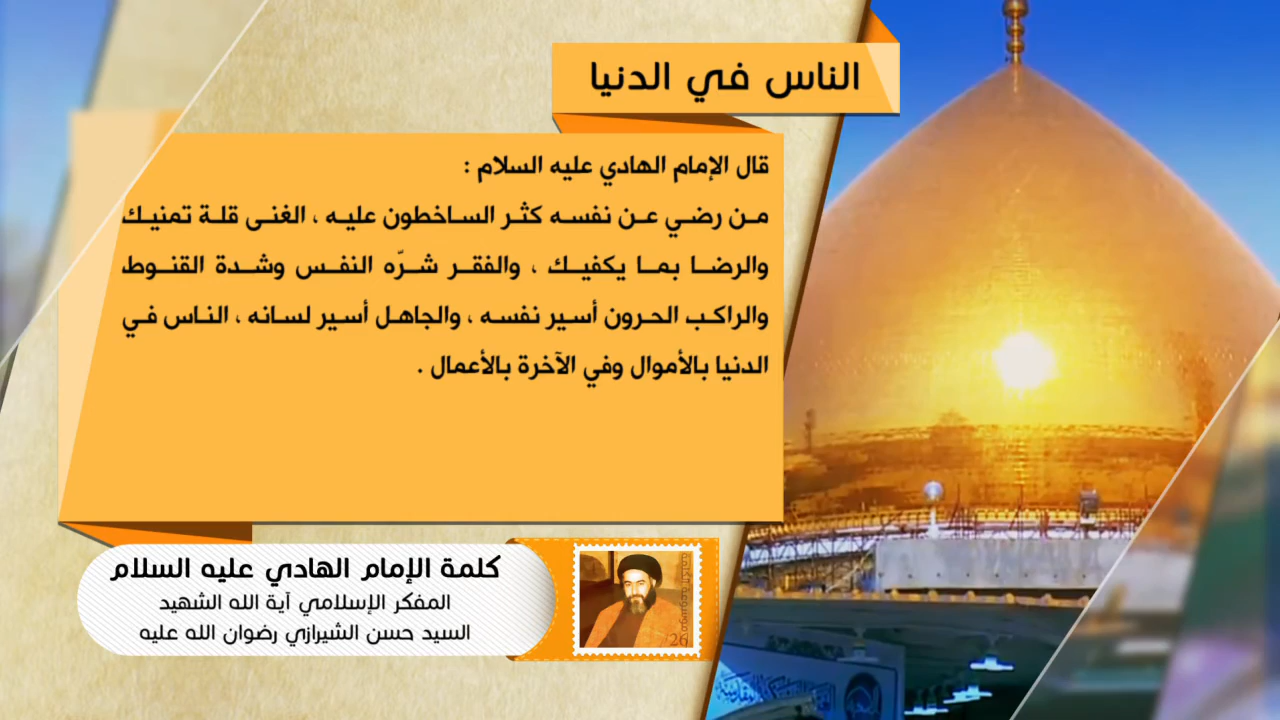 الناس في الدنيا
قال الإمام الهادي عليه السلام :
من رضي عن نفسه كثر الساخطون عليه ، الغنى قلة تمنيك
والرضا بما يكفيك ، والفقر شرّه النفس وشدة القنوط
والراكب الحرون أسير نفسه ، والجاهل أسير لسانه ، الناس في
الدنيا بالأموال وفي الآخرة بالأعمال .
كلمة الإمام الهادي عليه السلام
المفكر الإسلامي آية الله الشهيد
السيد حسن الشيرازي رضوان الله عليه
26